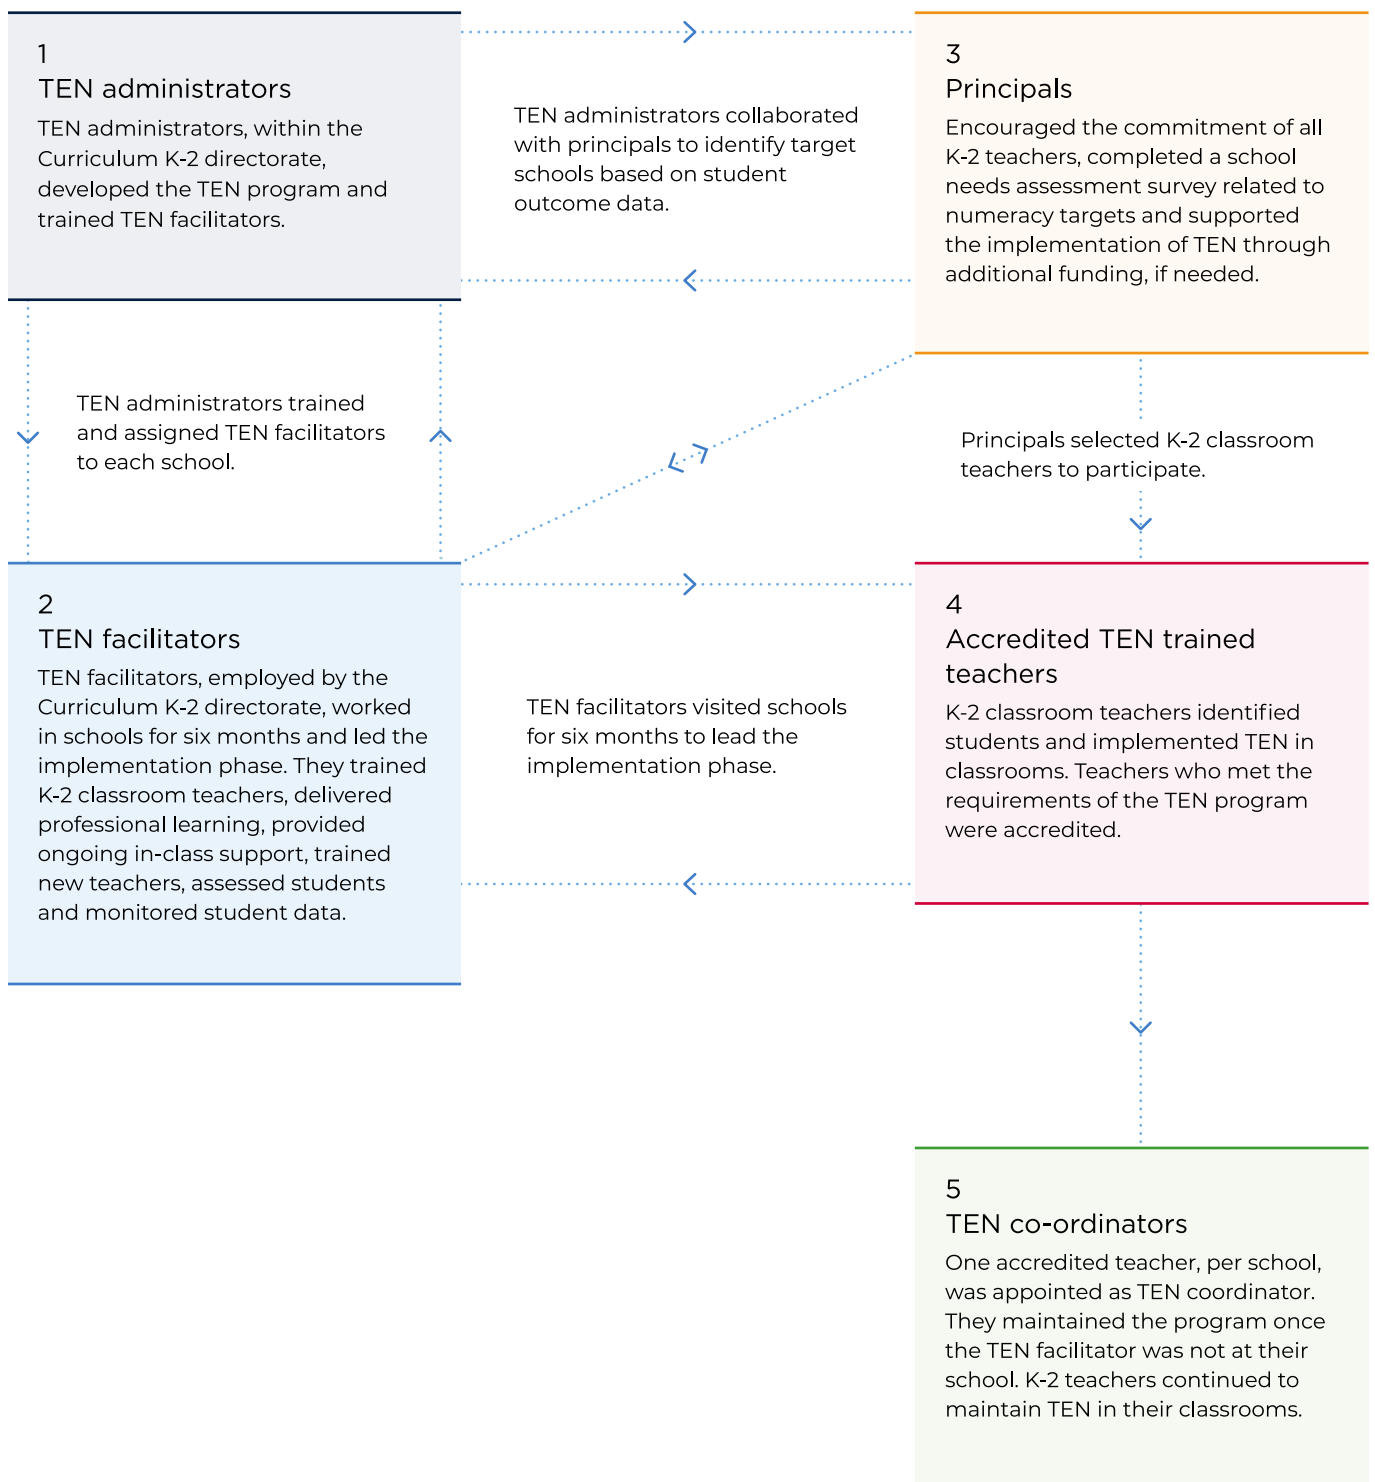 1
TEN administrators
TEN administrators, within the
Curriculum K-2 directorate,
developed the TEN program and
trained TEN facilitators.
TEN administrators collaborated
with principals to identify target
schools based on student
outcome data.
3
Principals
Encouraged the commitment of all
K-2 teachers, completed a school
needs assessment survey related to
numeracy targets and supported
the implementation of TEN through
additional funding, if needed.
TEN administrators trained
and assigned TEN facilitators
to each school.
Principals selected K-2 classroom
teachers to participate.
2
TEN facilitators
TEN facilitators, employed by the
Curriculum K-2 directorate, worked
in schools for six months and led the
implementation phase. They trained
K-2 classroom teachers, delivered
professional learning, provided
ongoing in-class support, trained
new teachers, assessed students
and monitored student data.
TEN facilitators visited schools
for six months to lead the
implementation phase.
4
Accredited TEN trained
teachers
K-2 classroom teachers identified
students and implemented TEN in
classrooms. Teachers who met the
requirements of the TEN program
were accredited.
5
TEN co-ordinators
One accredited teacher, per school,
was appointed as TEN coordinator.
They maintained the program once
the TEN facilitator was not at their
school. K-2 teachers continued to
maintain TEN in their classrooms.